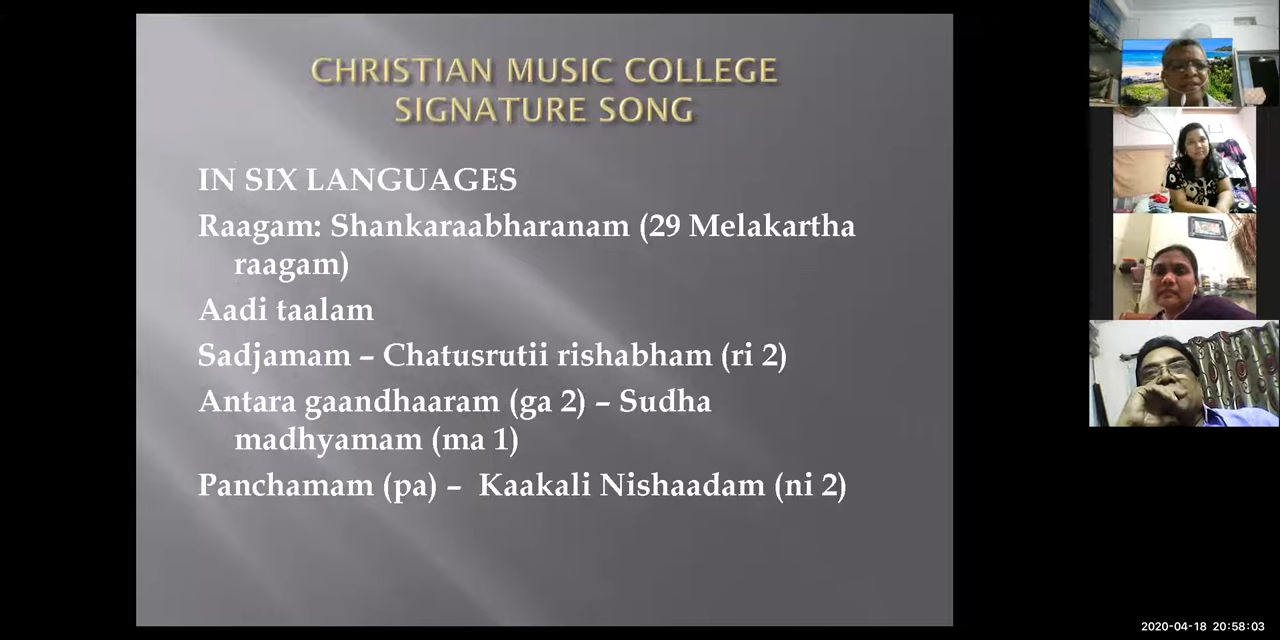 CHRISTIAN MUSIC COLLEGE
SIGNATURE SONG
IN SIX LANGUAGES
Raagam: Shankaraabharanam (29 Melakartha
raagam)
Aadi taalam
Sadjamam – Chatusrutii rishabham (ri 2)
Antara gaandhaaram (ga 2) – Sudha
madhyamam (ma 1)
Panchamam (pa) – Kaakali Nishaadam (ni 2)
2020-04-18 20:58:03